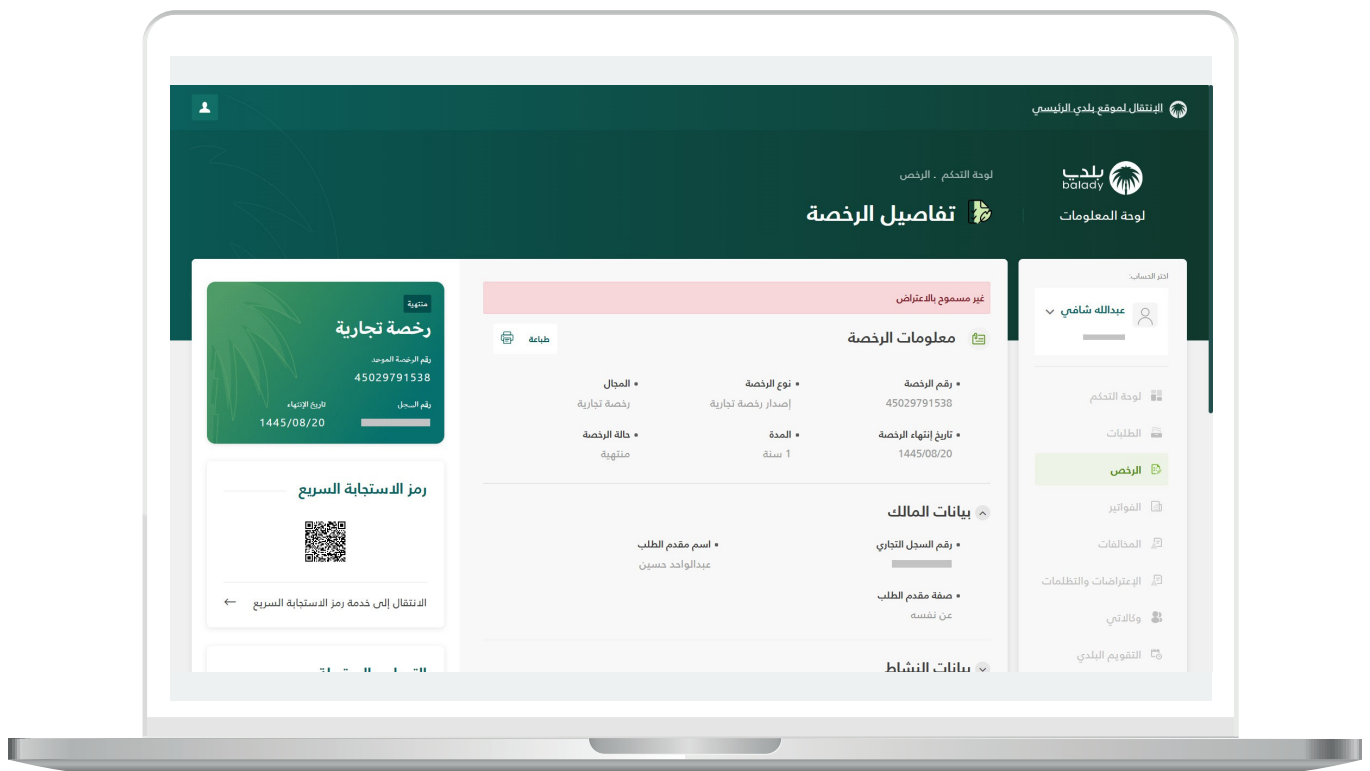 الإنتقال لموقع بلدي الرئيسي
بلدي
balady
لوحة المعلومات
لوحة التحكم . الرخص
تفاصيل الرخصة
اختر الحساب:
عبدالله شافي
لوحة التحكم
الطلبات
الرخص
الفواتير
المخالفات
الإعتراضات والتظلمات
وكالاتي
التقويم البلدي
غير مسموح بالاعتراض
معلومات الرخصة
طباعة
• رقم الرخصة
45029791538
• نوع الرخصة
إصدار رخصة تجارية
• المجال
رخصة تجارية
• تاريخ إنتهاء الرخصة
1445/08/20
• المدة
1 سنة
• حالة الرخصة
منتهية
بيانات المالك
• رقم السجل التجاري
• اسم مقدم الطلب
عبدالواحد حسين
• صفة مقدم الطلب
عن نفسه
بيانات النشاط
منتهية
رخصة تجارية
رقم الرخصة الموحد
45029791538
رقم السجل
تاريخ الإنتهاء
1445/08/20
رمز الاستجابة السريع
الانتقال إلى خدمة رمز الاستجابة السريع